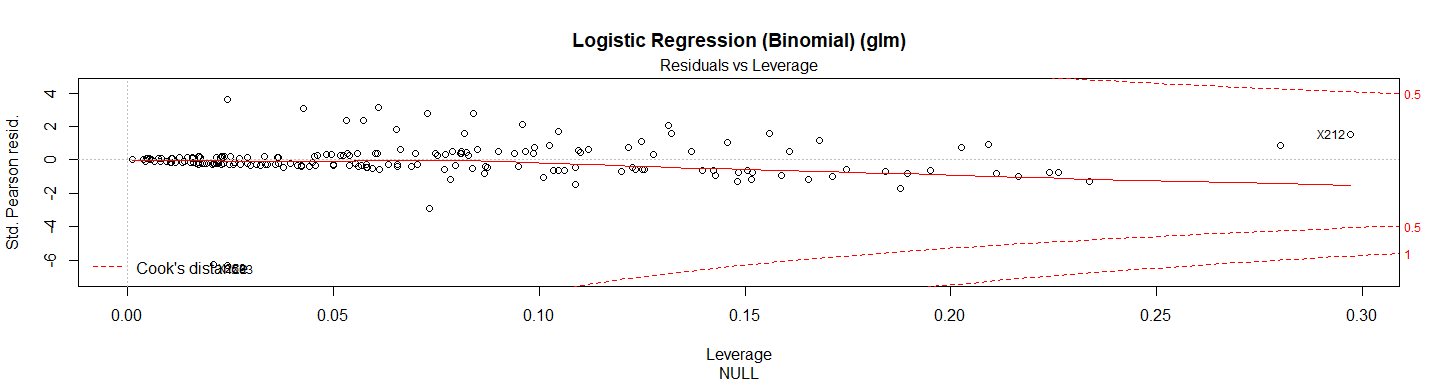 Logistic Regression (Binomial) (glm)
Residuals vs Leverage
Std. Pearson resid.
4
2
0
-2
-4
-6
0.5
0.5
1
X212
Cook's distance
0.00 0.05 0.10 0.15 0.20 0.25 0.30
Leverage
NULL